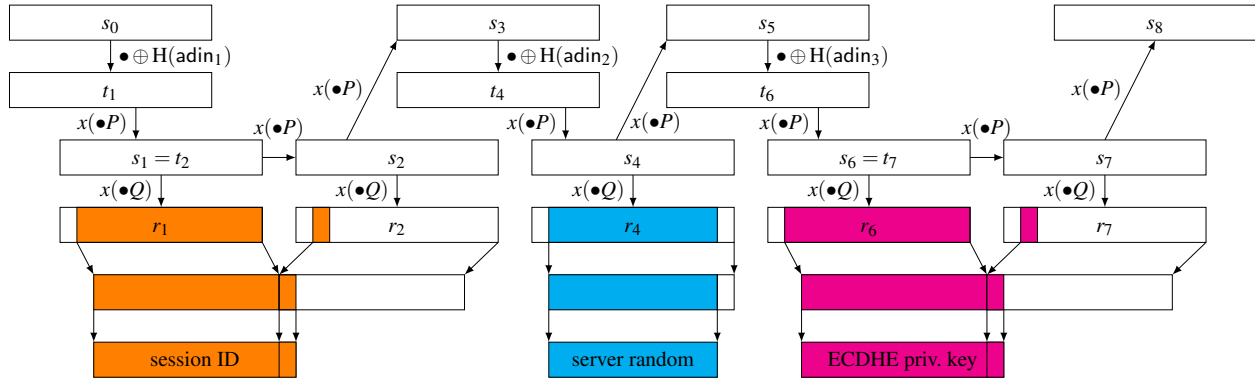 s₀ s₃ s₅ s₈
• ⊕ H(adin₁) • ⊕ H(adin₂) • ⊕ H(adin₃)
x(•P) x(•P)
t₁ t₄ t₆
x(•P) x(•P) x(•P) x(•P) x(•P) x(•P) x(•P)
s₁ = t₂ s₂ s₄ s₆ = t₇ s₇
x(•Q) x(•Q) x(•Q) x(•Q) x(•Q)
r₁ r₂ r₄ r₆ r₇
session ID server random ECDHE priv. key